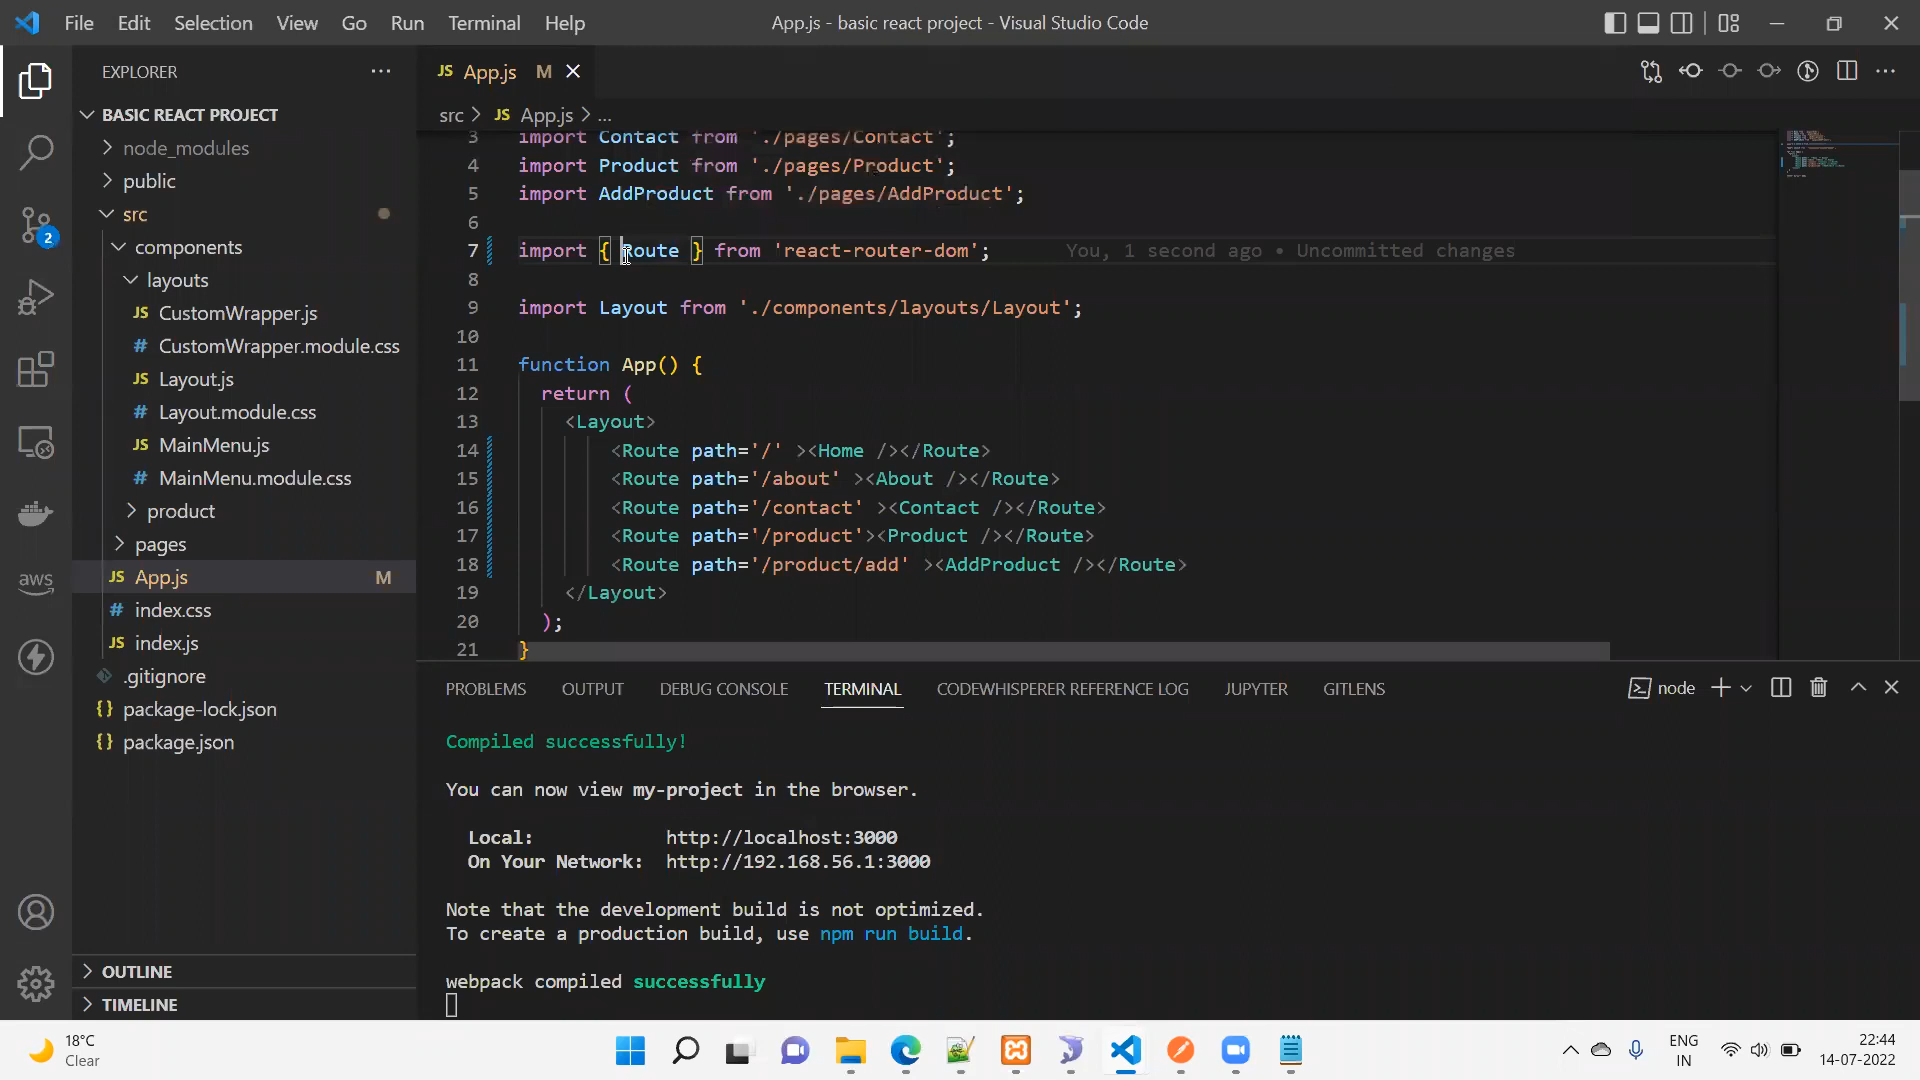 File Edit Selection View Go Run Terminal Help
App.js - basic react project - Visual Studio Code
EXPLORER
BASIC REACT PROJECT
node_modules
public
src
components
layouts
JS CustomWrapper.js
# CustomWrapper.module.css
JS Layout.js
# Layout.module.css
JS MainMenu.js
# MainMenu.module.css
product
pages
JS App.js M
# index.css
JS index.js
.gitignore
{} package-lock.json
{} package.json
OUTLINE
TIMELINE
2
aws
JS App.js M
src > JS App.js > ...
3 import Contact from './pages/Contact';
4 import Product from './pages/Product';
5 import AddProduct from './pages/AddProduct';
6
7 import { Route } from 'react-router-dom'; You, 1 second ago • Uncommitted changes
8
9 import Layout from './components/layouts/Layout';
10
11 function App() {
12 return (
13 <Layout>
14 <Route path='/' ><Home /></Route>
15 <Route path='/about' ><About /></Route>
16 <Route path='/contact' ><Contact /></Route>
17 <Route path='/product'><Product /></Route>
18 <Route path='/product/add' ><AddProduct /></Route>
19 </Layout>
20 );
21 }
PROBLEMS OUTPUT DEBUG CONSOLE TERMINAL CODEWHISPERER REFERENCE LOG JUPYTER GITLENS
node
Compiled successfully!
You can now view my-project in the browser.
Local: http://localhost:3000
On Your Network: http://192.168.56.1:3000
Note that the development build is not optimized.
To create a production build, use npm run build.
webpack compiled successfully
18°C
Clear
ENG
IN
22:44
14-07-2022